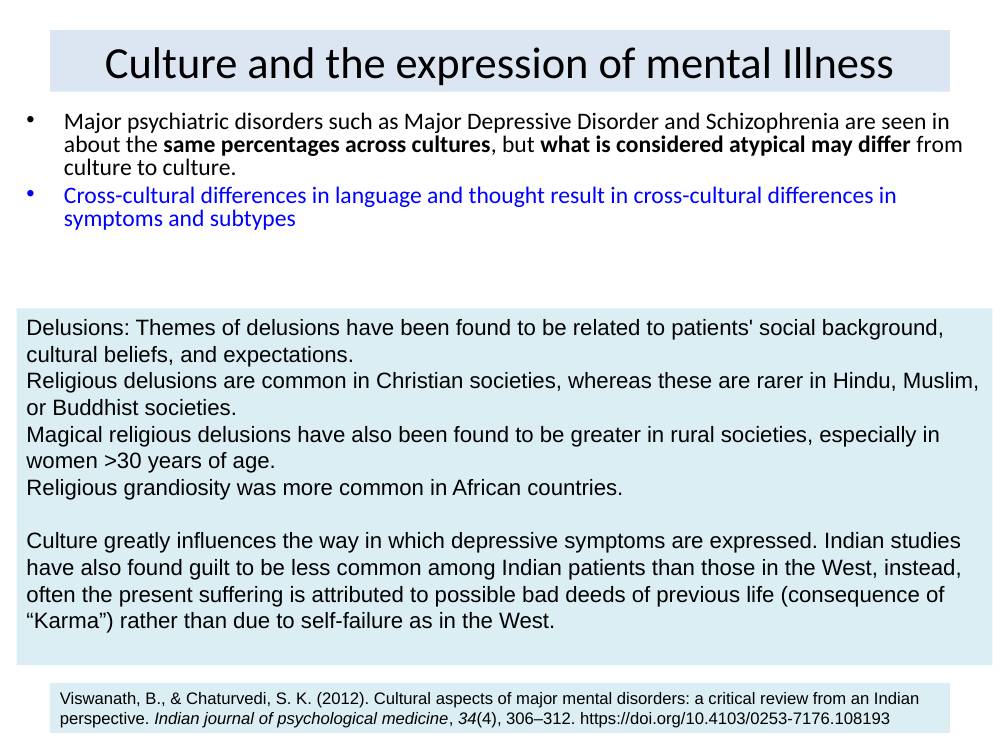 Culture and the expression of mental Illness
• Major psychiatric disorders such as Major Depressive Disorder and Schizophrenia are seen in
about the same percentages across cultures, but what is considered atypical may differ from
culture to culture.
• Cross-cultural differences in language and thought result in cross-cultural differences in
symptoms and subtypes
Delusions: Themes of delusions have been found to be related to patients' social background,
cultural beliefs, and expectations.
Religious delusions are common in Christian societies, whereas these are rarer in Hindu, Muslim,
or Buddhist societies.
Magical religious delusions have also been found to be greater in rural societies, especially in
women >30 years of age.
Religious grandiosity was more common in African countries.
Culture greatly influences the way in which depressive symptoms are expressed. Indian studies
have also found guilt to be less common among Indian patients than those in the West, instead,
often the present suffering is attributed to possible bad deeds of previous life (consequence of
“Karma”) rather than due to self-failure as in the West.
Viswanath, B., & Chaturvedi, S. K. (2012). Cultural aspects of major mental disorders: a critical review from an Indian
perspective. Indian journal of psychological medicine, 34(4), 306–312. https://doi.org/10.4103/0253-7176.108193